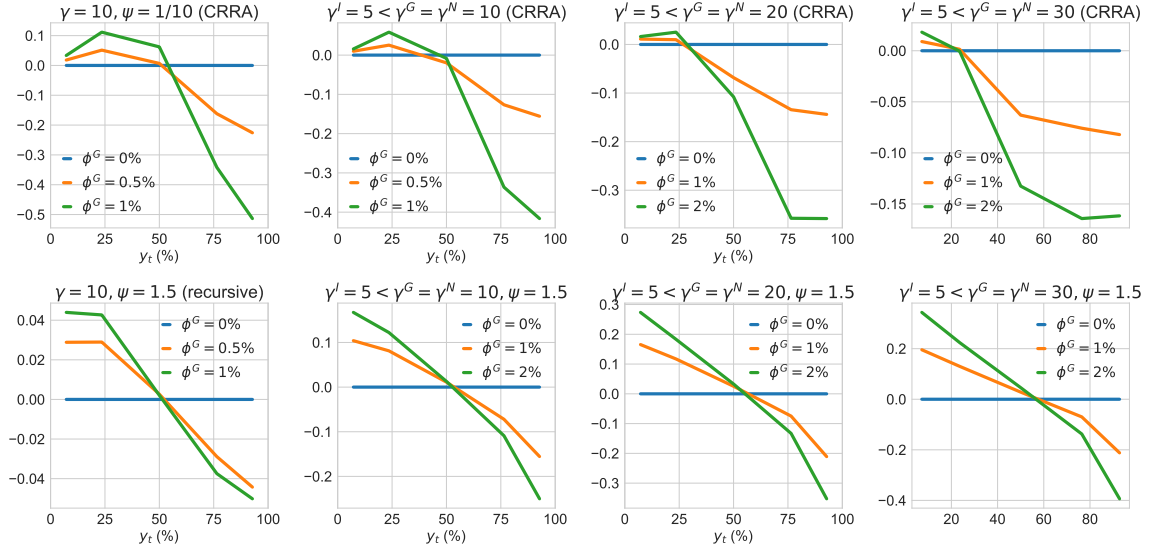 γ = 10, ψ = 1/10 (CRRA)
0.1
0.0
−0.1
−0.2
−0.3
−0.4
−0.5
ϕ^G = 0%
ϕ^G = 0.5%
ϕ^G = 1%
0
25
50
75
100
y_t (%)
γ^I = 5 < γ^G = γ^N = 10 (CRRA)
0.0
−0.1
−0.2
−0.3
−0.4
ϕ^G = 0%
ϕ^G = 0.5%
ϕ^G = 1%
0
25
50
75
100
y_t (%)
γ^I = 5 < γ^G = γ^N = 20 (CRRA)
0.0
−0.1
−0.2
−0.3
ϕ^G = 0%
ϕ^G = 1%
ϕ^G = 2%
0
25
50
75
100
y_t (%)
γ^I = 5 < γ^G = γ^N = 30 (CRRA)
0.00
−0.05
−0.10
−0.15
ϕ^G = 0%
ϕ^G = 1%
ϕ^G = 2%
20
40
60
80
γ = 10, ψ = 1.5 (recursive)
0.04
0.02
0.00
−0.02
−0.04
ϕ^G = 0%
ϕ^G = 0.5%
ϕ^G = 1%
0
25
50
75
100
y_t (%)
γ^I = 5 < γ^G = γ^N = 10, ψ = 1.5
0.1
0.0
−0.1
−0.2
ϕ^G = 0%
ϕ^G = 1%
ϕ^G = 2%
0
25
50
75
100
y_t (%)
γ^I = 5 < γ^G = γ^N = 20, ψ = 1.5
0.3
0.2
0.1
0.0
−0.1
−0.2
−0.3
ϕ^G = 0%
ϕ^G = 1%
ϕ^G = 2%
0
25
50
75
100
y_t (%)
γ^I = 5 < γ^G = γ^N = 30, ψ = 1.5
0.2
0.0
−0.2
−0.4
ϕ^G = 0%
ϕ^G = 1%
ϕ^G = 2%
20
40
60
80